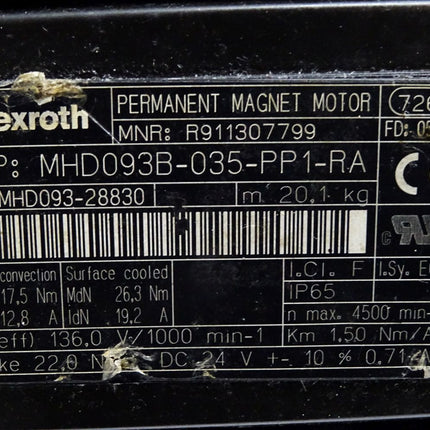 exroth PERMANENT MAGNET MOTOR 726
MNR: R911307799 FD: 05
P: MHD093B-035-PP1-RA
MHD093-28830 m 20,1 kg
convection Surface cooled I.Cl. F I.Sy. E
17,5 Nm MdN 26,3 Nm IP65
12,8 A IdN 19,2 A n max. 4500 min-
eff) 136,0 V/1000 min-1 Km 1,50 Nm/A
ke 22,0 DC 24 V +- 10 % 0,71